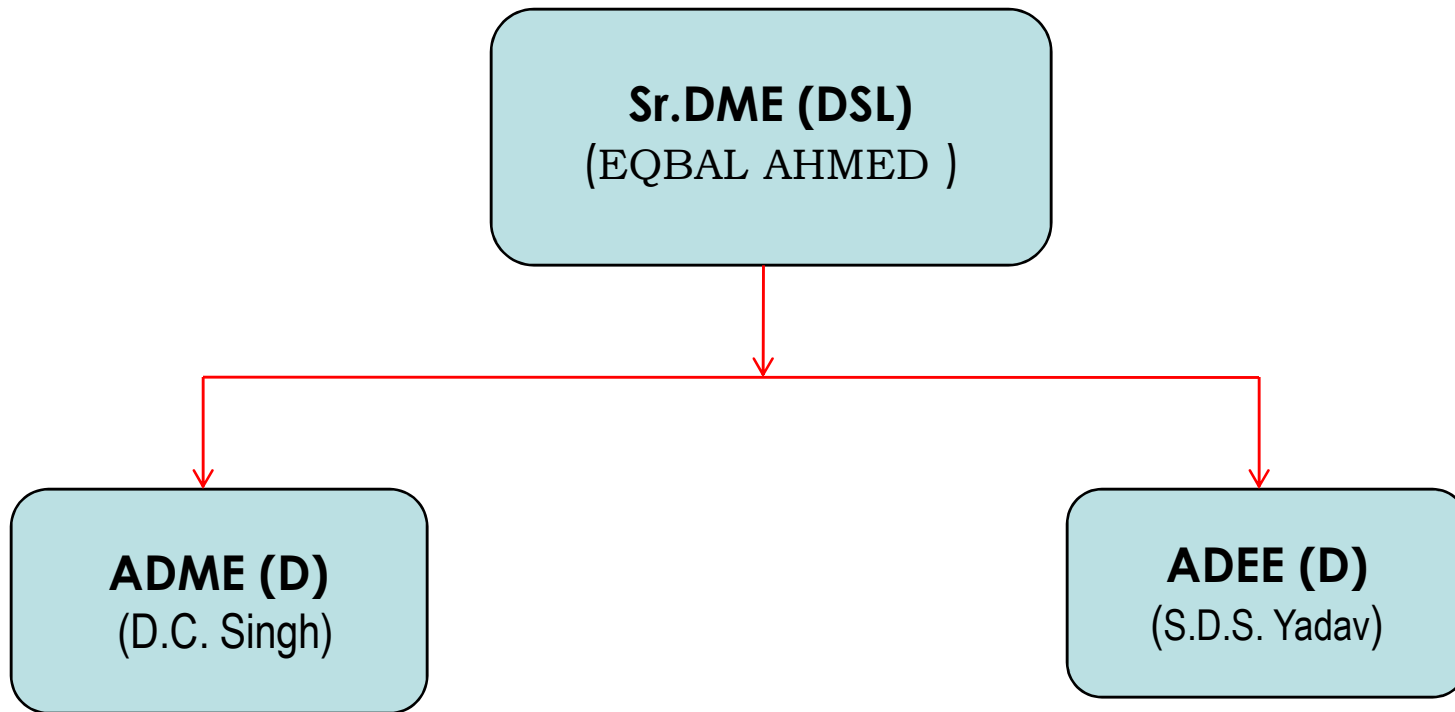 Sr.DME (DSL)
(EQBAL AHMED )
ADME (D)
(D.C. Singh)
ADEE (D)
(S.D.S. Yadav)